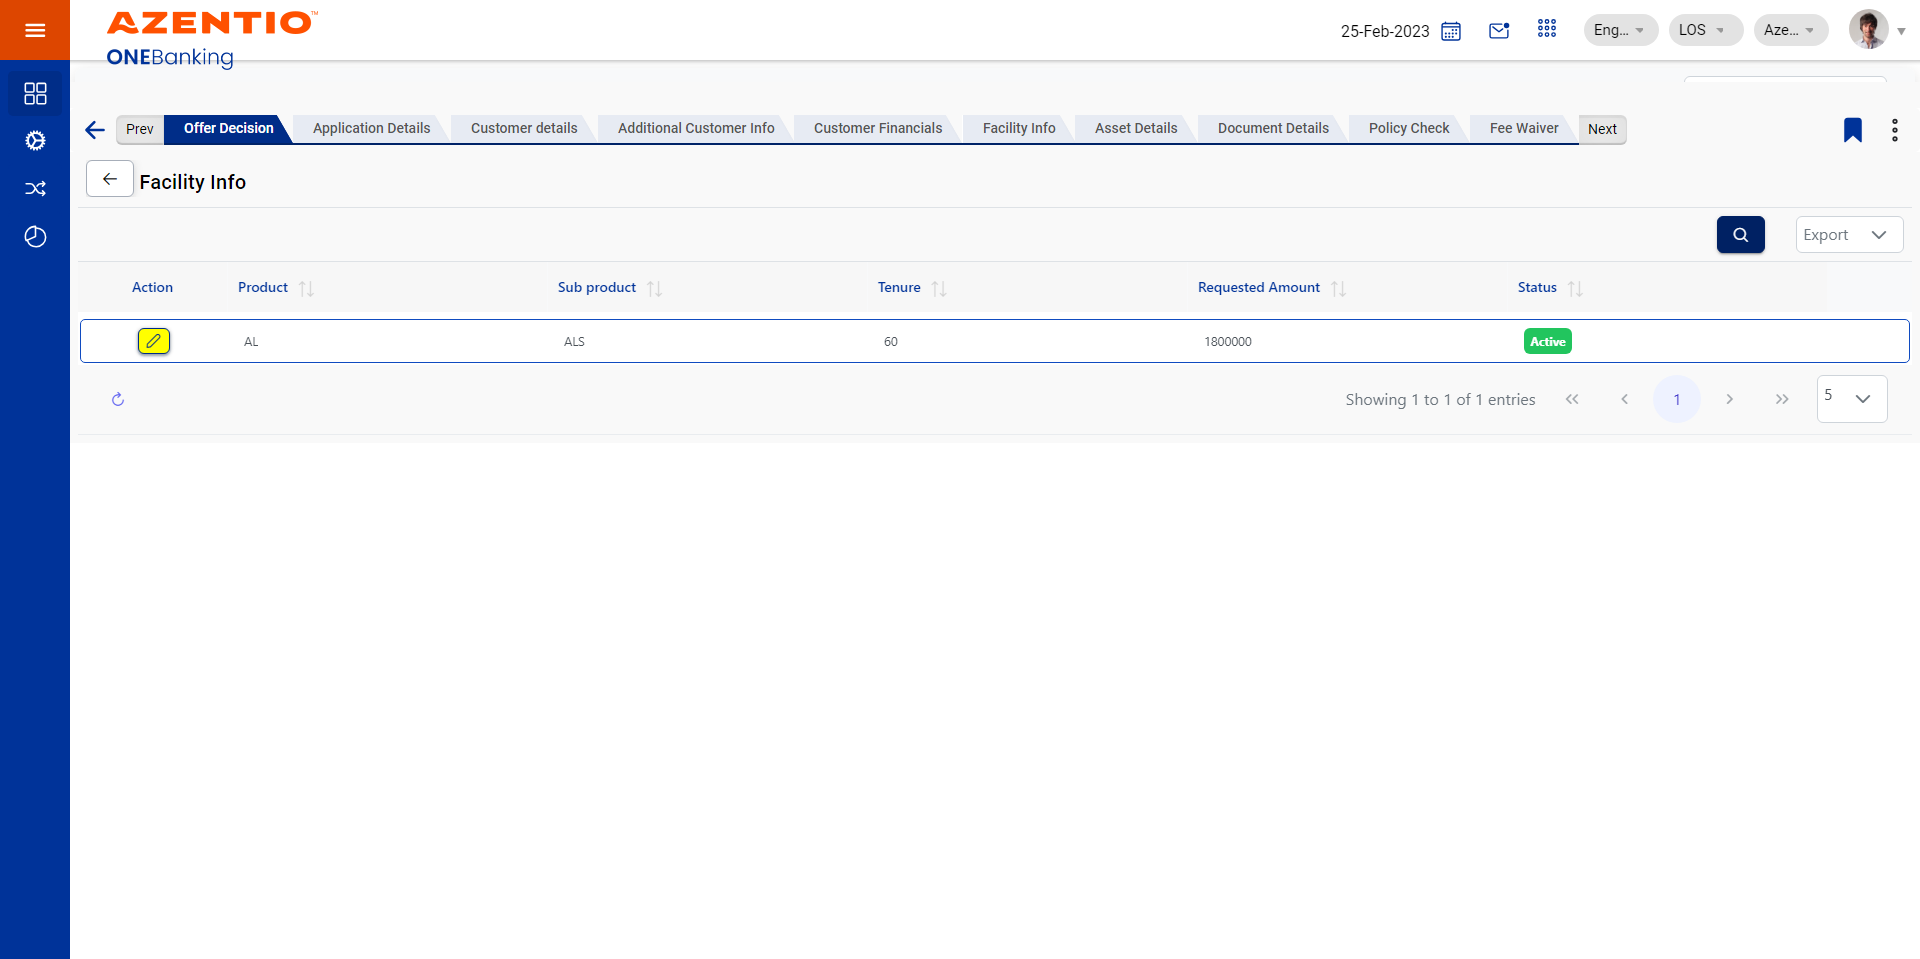 AZENTIO™
ONEBanking
25-Feb-2023
Eng...
LOS
Aze...
Prev
Offer Decision
Application Details
Customer details
Additional Customer Info
Customer Financials
Facility Info
Asset Details
Document Details
Policy Check
Fee Waiver
Next
Facility Info
Export
Action Product Sub product Tenure Requested Amount Status
AL ALS 60 1800000 Active
Showing 1 to 1 of 1 entries
1
5